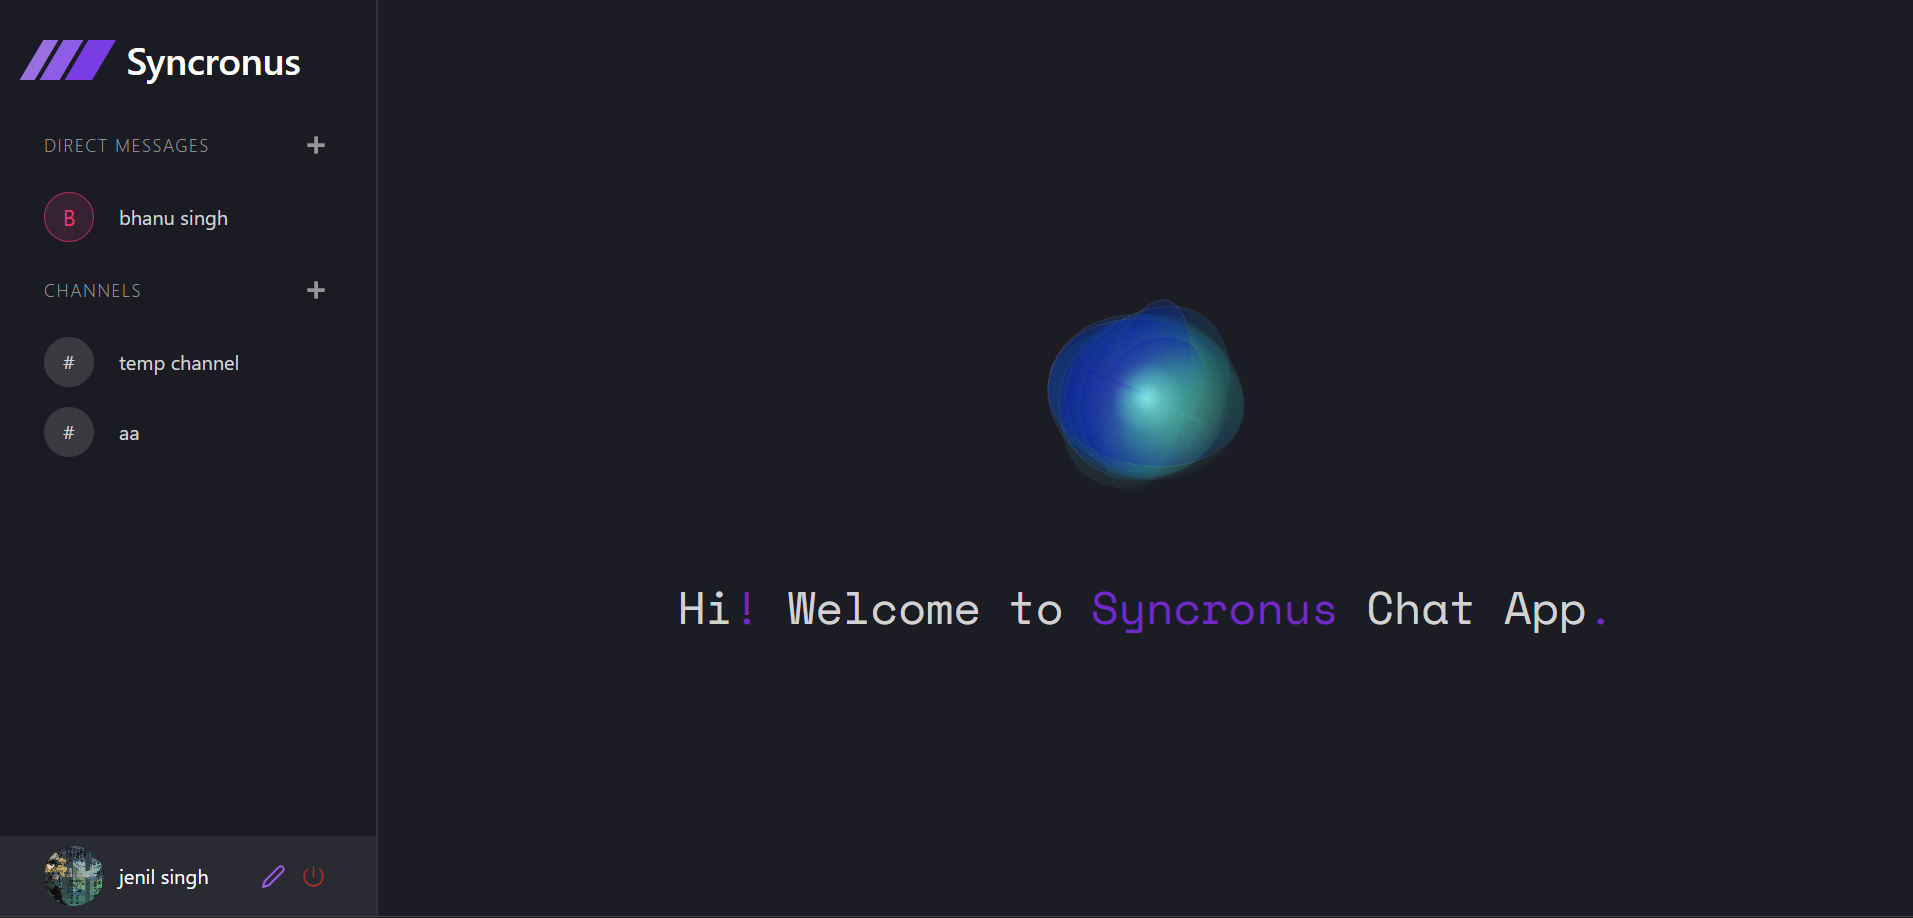 Syncronus
DIRECT MESSAGES
B
bhanu singh
CHANNELS
#
temp channel
#
aa
jenil singh
Hi! Welcome to Syncronus Chat App.